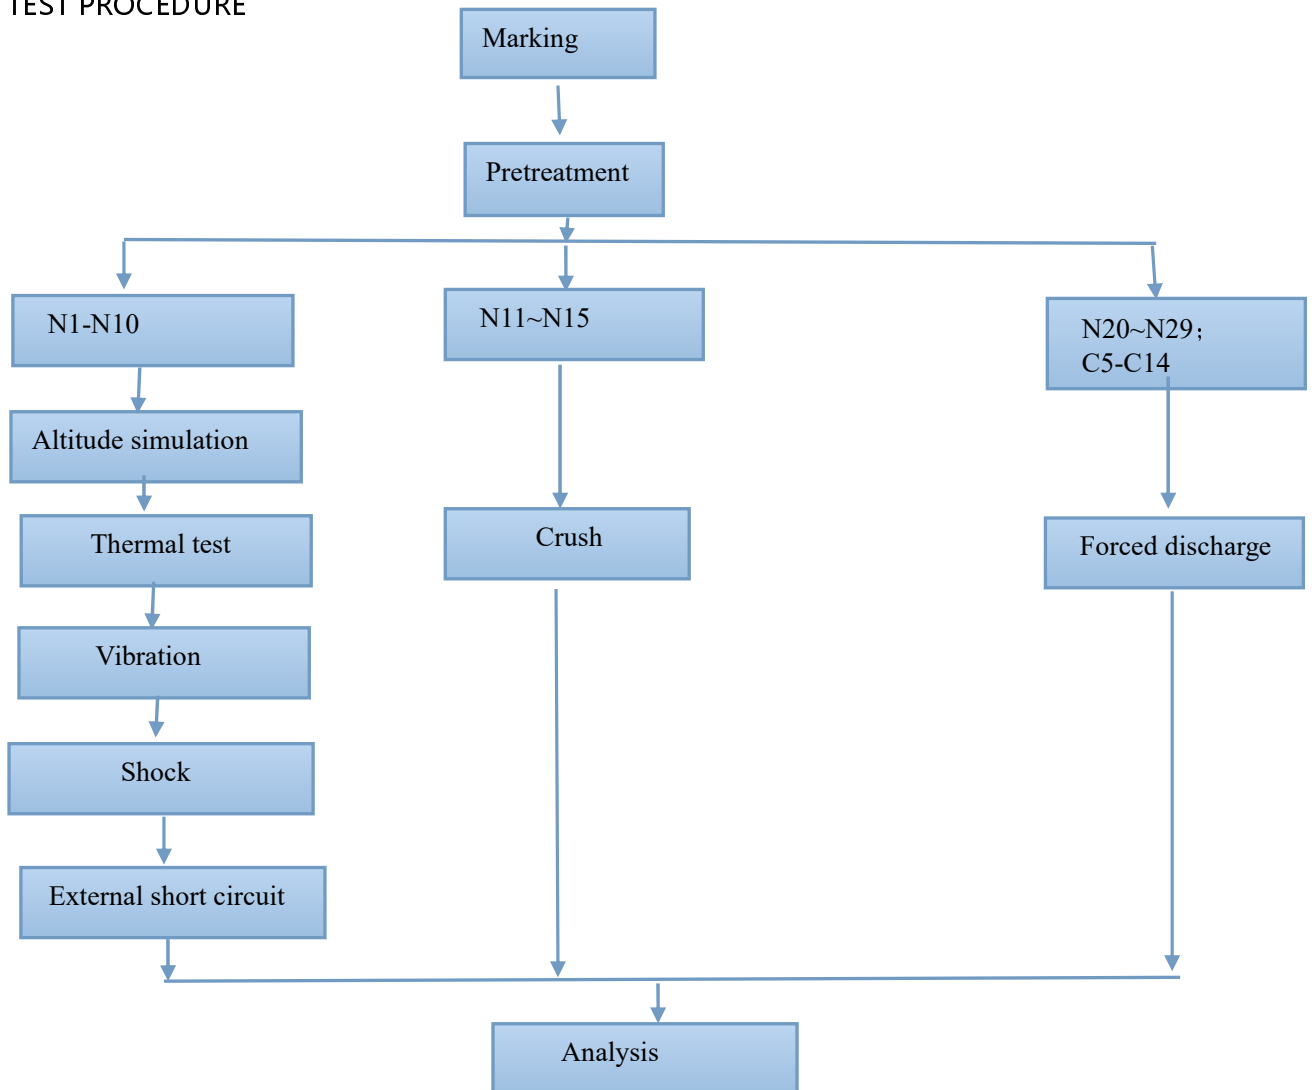 TEST PROCEDURE
Marking
Pretreatment
N1-N10
N11~N15
N20~N29；
C5-C14
Altitude simulation
Thermal test
Vibration
Shock
External short circuit
Crush
Forced discharge
Analysis